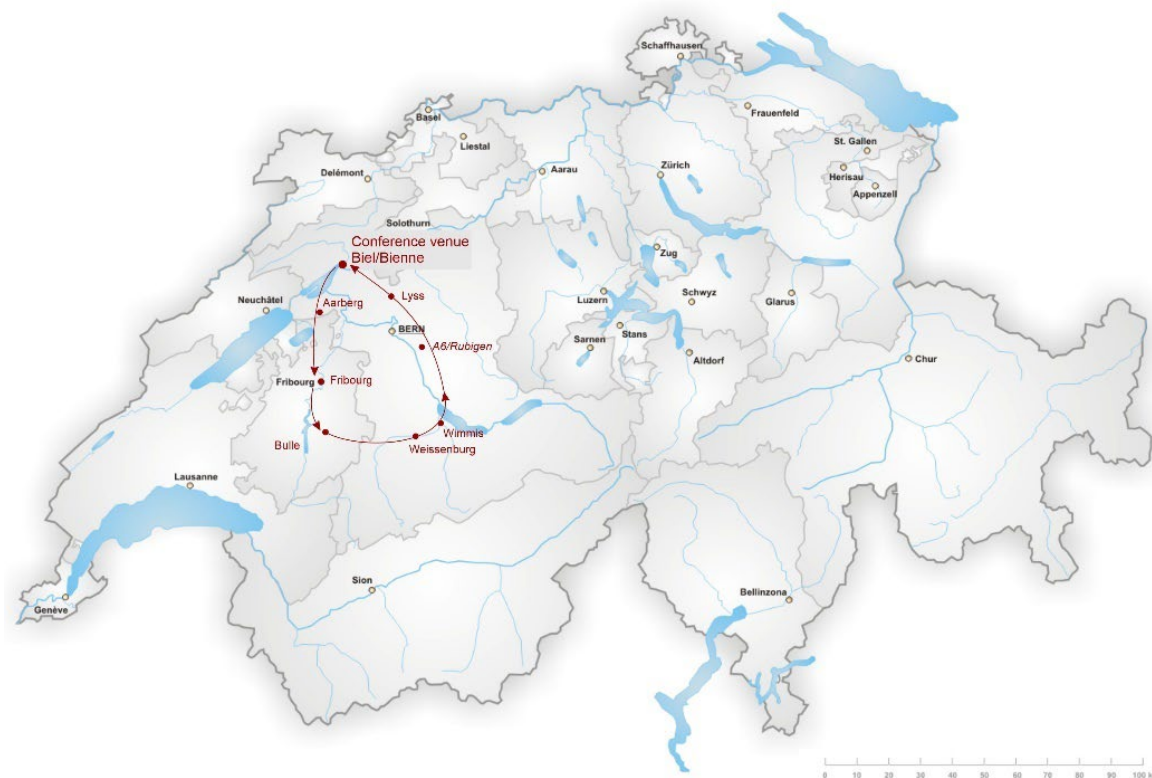 Schaffhausen
Basel
Frauenfeld
Liestal
St. Gallen
Delémont
Aarau
Zürich
Herisau
Appenzell
Solothurn
Conference venue
Biel/Bienne
Zug
Neuchâtel
Lyss
Aarberg
Luzern
Schwyz
Glarus
BERN
Stans
A6/Rubigen
Sarnen
Altdorf
Chur
Fribourg
Fribourg
Wimmis
Bulle
Weissenburg
Lausanne
Sion
Bellinzona
Genève
0 10 20 30 40 50 60 70 80 90 100